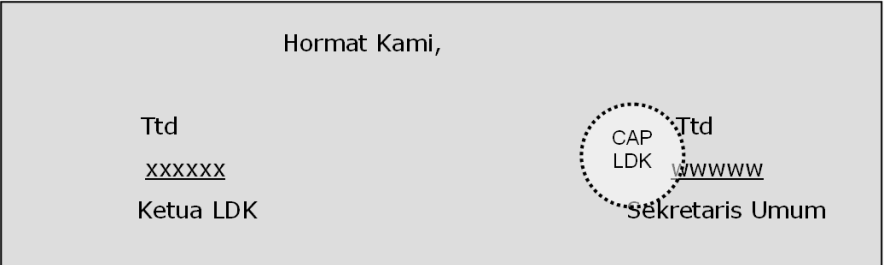 Hormat Kami,
Ttd
Ttd
CAP
LDK
xxxxxx
wwwww
Ketua LDK
Sekretaris Umum